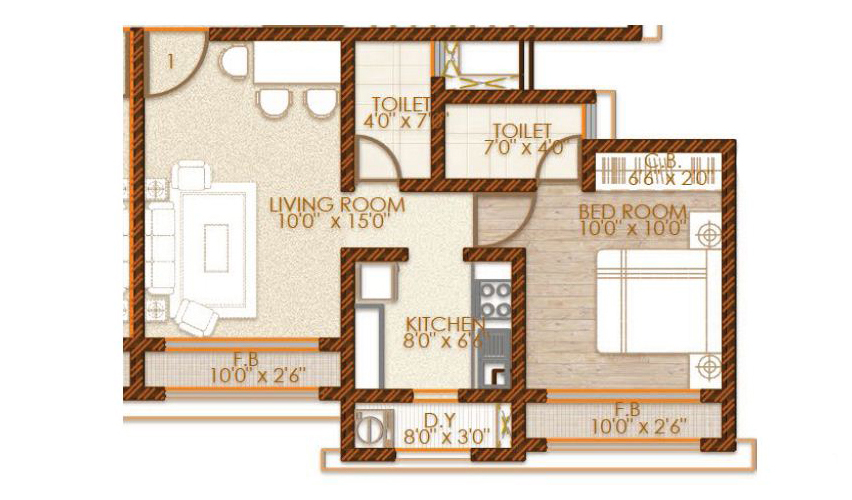 1
TOILET
4'0" x 7'
TOILET
7'0" x 4'0"
C.B.
6'6" x 2'0"
LIVING ROOM
10'0" x 15'0"
BED ROOM
10'0" x 10'0"
KITCHEN
8'0" x 6'6"
F.B
10'0" x 2'6"
D.Y
8'0" x 3'0"
F.B
10'0" x 2'6"